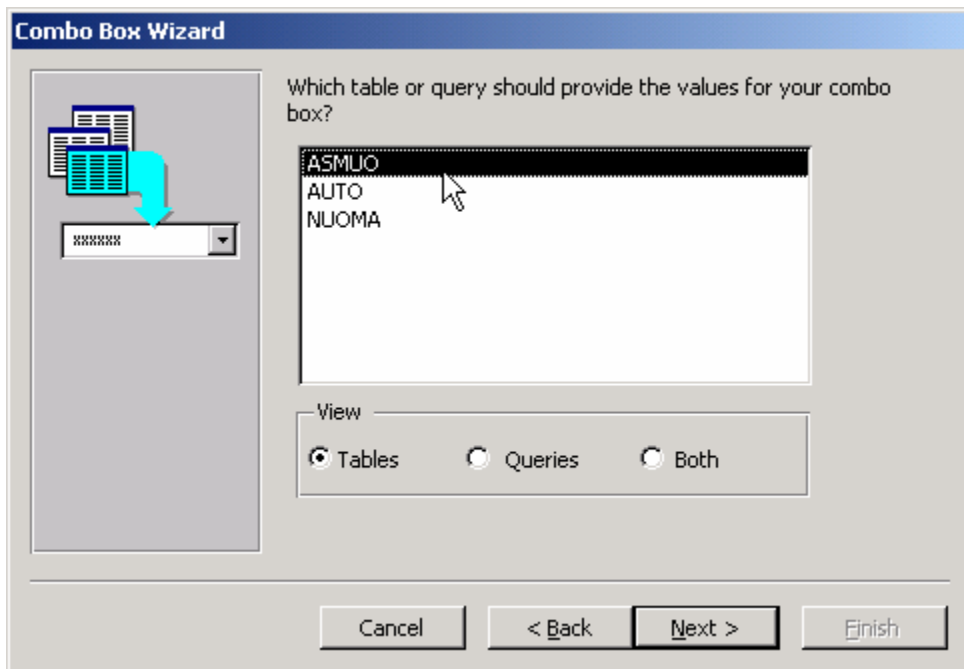 Combo Box Wizard
Which table or query should provide the values for your combo
box?
ASMUO
AUTO
NUOMA
xxxxxx
View
Tables Queries Both
Cancel < Back Next > Finish